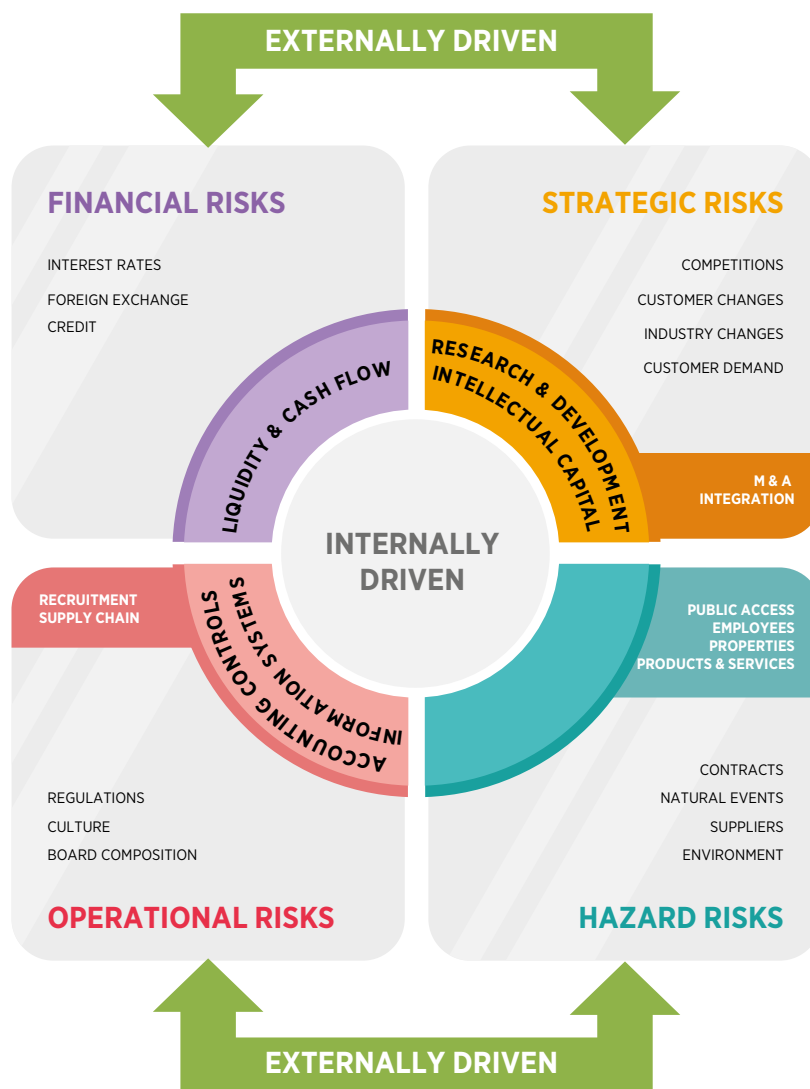 EXTERNALLY DRIVEN
FINANCIAL RISKS
INTEREST RATES
FOREIGN EXCHANGE
CREDIT
STRATEGIC RISKS
COMPETITIONS
CUSTOMER CHANGES
INDUSTRY CHANGES
CUSTOMER DEMAND
LIQUIDITY & CASH FLOW
RESEARCH & DEVELOPMENT
INTELLECTUAL CAPITAL
M & A
INTEGRATION
INTERNALLY
DRIVEN
RECRUITMENT
SUPPLY CHAIN
ACCOUNTING CONTROLS
INFORMATION SYSTEMS
PUBLIC ACCESS
EMPLOYEES
PROPERTIES
PRODUCTS & SERVICES
REGULATIONS
CULTURE
BOARD COMPOSITION
OPERATIONAL RISKS
CONTRACTS
NATURAL EVENTS
SUPPLIERS
ENVIRONMENT
HAZARD RISKS
EXTERNALLY DRIVEN